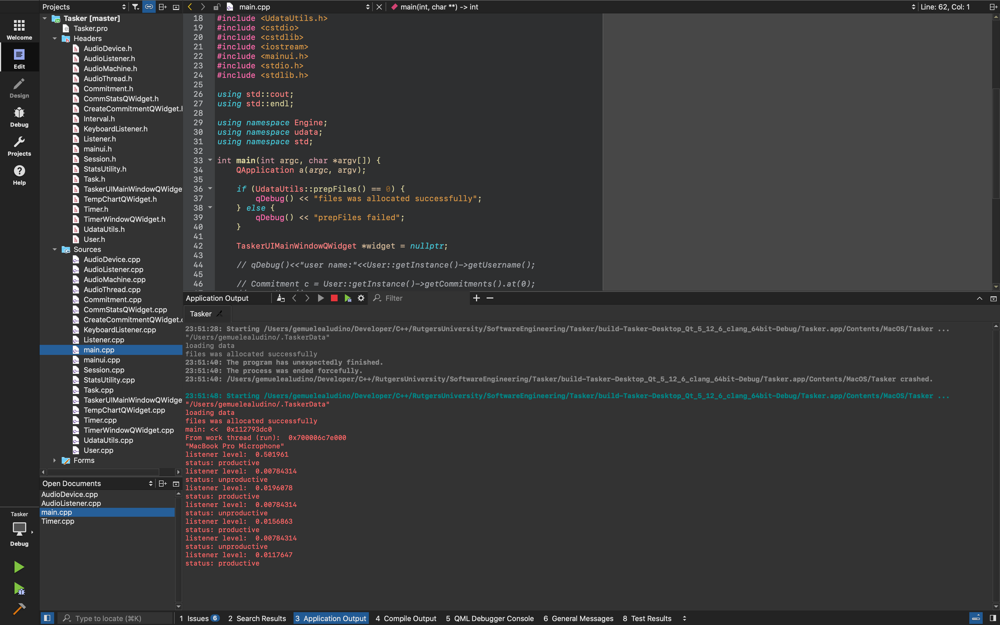 Projects
main.cpp
main(int, char **) -> int
Line: 62, Col: 1
Welcome
Edit
Design
Debug
Projects
Help
Tasker [master]
Tasker.pro
Headers
AudioDevice.h
AudioListener.h
AudioMachine.h
AudioThread.h
Commitment.h
CommStatsQWidget.h
CreateCommitmentQWidget.h
Interval.h
KeyboardListener.h
Listener.h
mainui.h
Session.h
StatsUtility.h
Task.h
TaskerUIMainWindowQWidge
TempChartQWidget.h
Timer.h
TimerWindowQWidget.h
UdataUtils.h
User.h
Sources
AudioDevice.cpp
AudioListener.cpp
AudioMachine.cpp
AudioThread.cpp
Commitment.cpp
CommStatsQWidget.cpp
CreateCommitmentQWidget.c
KeyboardListener.cpp
Listener.cpp
main.cpp
mainui.cpp
Session.cpp
StatsUtility.cpp
Task.cpp
TaskerUIMainWindowQWidge
TempChartQWidget.cpp
Timer.cpp
TimerWindowQWidget.cpp
UdataUtils.cpp
User.cpp
Forms
Open Documents
AudioDevice.cpp
AudioListener.cpp
main.cpp
Timer.cpp
Tasker
Debug
18 #include <UdataUtils.h>
19 #include <cstdio>
20 #include <cstdlib>
21 #include <iostream>
22 #include <mainui.h>
23 #include <stdio.h>
24 #include <stdlib.h>
25
26 using std::cout;
27 using std::endl;
28
29 using namespace Engine;
30 using namespace udata;
31 using namespace std;
32
33 int main(int argc, char *argv[]) {
34 QApplication a(argc, argv);
35
36 if (UdataUtils::prepFiles() == 0) {
37 qDebug() << "files was allocated successfully";
38 } else {
39 qDebug() << "prepFiles failed";
40 }
41
42 TaskerUIMainWindowQWidget *widget = nullptr;
43
44 // qDebug()<<"user name:"<<User::getInstance()->getUsername();
45
46 // Commitment c = User::getInstance()->getCommitments().at(0);
Application Output
Filter
Tasker
23:51:28: Starting /Users/gemuelealudino/Developer/C++/RutgersUniversity/SoftwareEngineering/Tasker/build-Tasker-Desktop_Qt_5_12_6_clang_64bit-Debug/Tasker.app/Contents/MacOS/Tasker ...
"/Users/gemuelealudino/.TaskerData"
loading data
files was allocated successfully
23:51:40: The program has unexpectedly finished.
23:51:40: The process was ended forcefully.
23:51:40: /Users/gemuelealudino/Developer/C++/RutgersUniversity/SoftwareEngineering/Tasker/build-Tasker-Desktop_Qt_5_12_6_clang_64bit-Debug/Tasker.app/Contents/MacOS/Tasker crashed.
23:51:48: Starting /Users/gemuelealudino/Developer/C++/RutgersUniversity/SoftwareEngineering/Tasker/build-Tasker-Desktop_Qt_5_12_6_clang_64bit-Debug/Tasker.app/Contents/MacOS/Tasker ...
"/Users/gemuelealudino/.TaskerData"
loading data
files was allocated successfully
main: << 0x112793dc0
From work thread (run): 0x700006c7e000
"MacBook Pro Microphone"
listener level: 0.501961
status: productive
listener level: 0.00784314
status: unproductive
listener level: 0.0196078
status: productive
listener level: 0.00784314
status: unproductive
listener level: 0.0156863
status: productive
listener level: 0.00784314
status: unproductive
listener level: 0.0117647
status: productive
Type to locate (⌘K)
1 Issues 6
2 Search Results
3 Application Output
4 Compile Output
5 QML Debugger Console
6 General Messages
8 Test Results